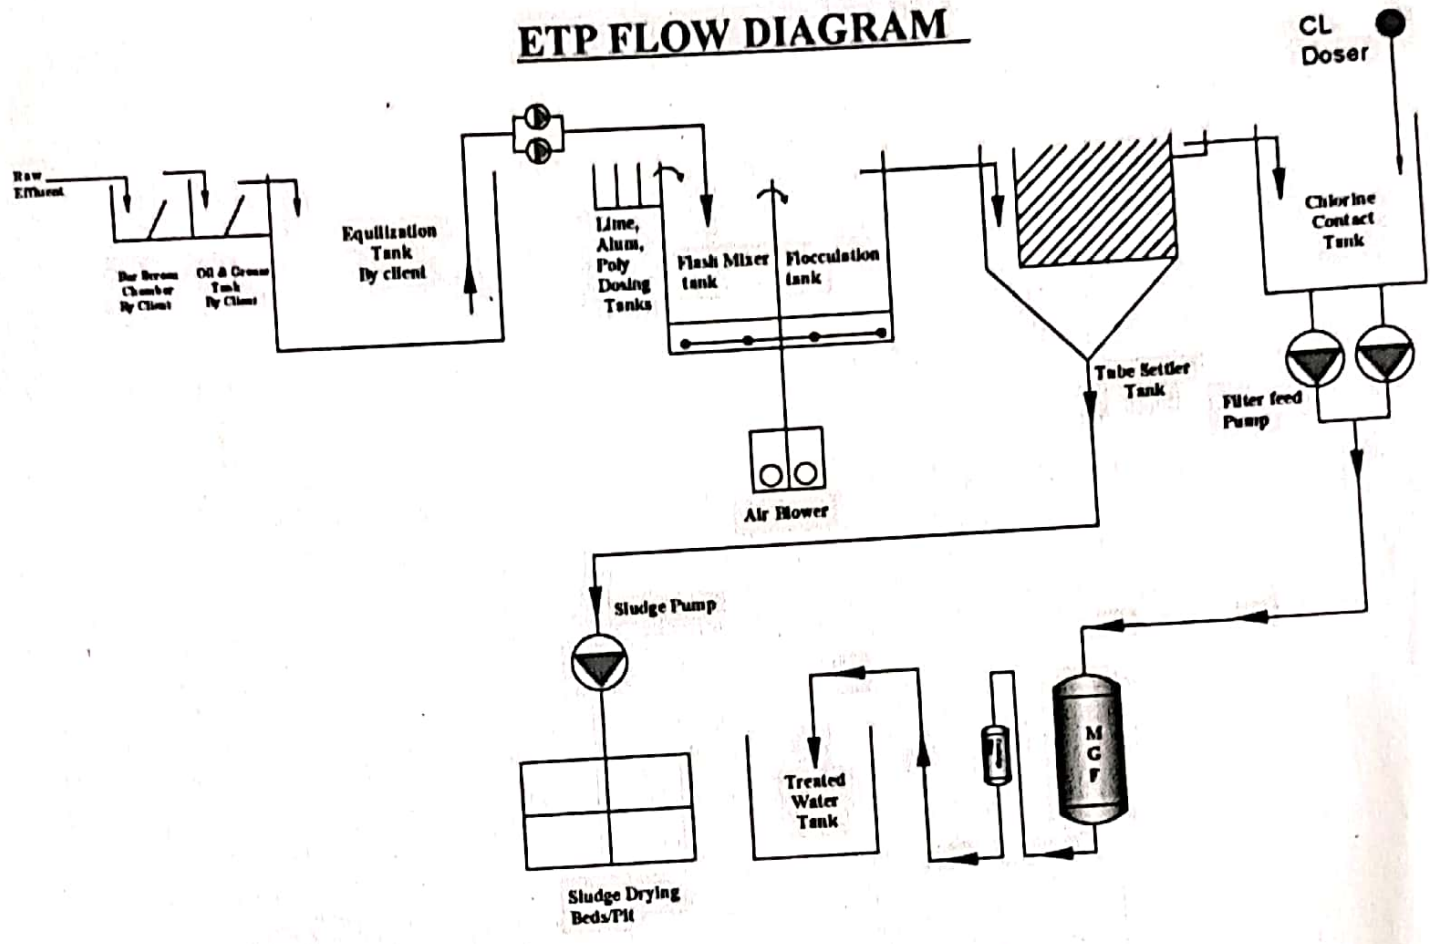 ETP FLOW DIAGRAM
CL
Doser
Raw
Effluent
Equilization
Tank
By client
Bar Screen
Chamber
By Client
Oil & Grease
Tank
By Client
Lime,
Alum,
Poly
Dosing
Tanks
Flash Mixer
tank
Flocculation
tank
Chlorine
Contact
Tank
Tube Settler
Tank
Filter feed
Pump
Air Blower
Sludge Pump
M
G
F
Treated
Water
Tank
Sludge Drying
Beds/Pit